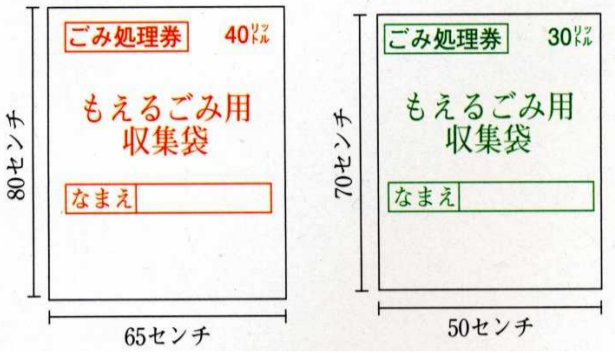 ごみ処理券 40リットル
もえるごみ用
収集袋
なまえ
80センチ
65センチ
ごみ処理券 30リットル
もえるごみ用
収集袋
なまえ
70センチ
50センチ